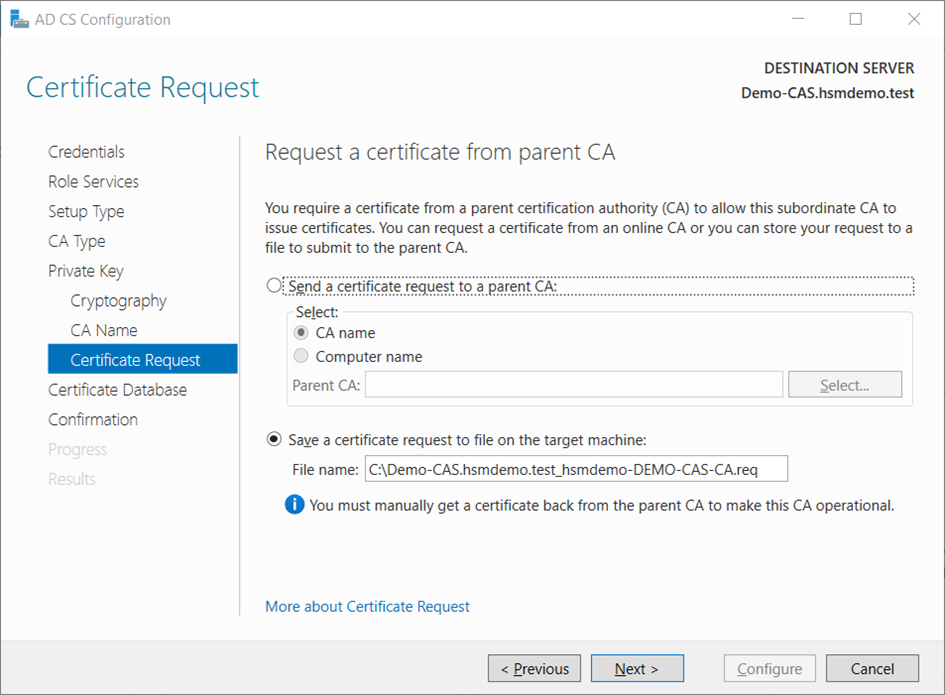 AD CS Configuration
Certificate Request
DESTINATION SERVER
Demo-CAS.hsmdemo.test
Credentials
Role Services
Setup Type
CA Type
Private Key
Cryptography
CA Name
Certificate Request
Certificate Database
Confirmation
Progress
Results
Request a certificate from parent CA
You require a certificate from a parent certification authority (CA) to allow this subordinate CA to
issue certificates. You can request a certificate from an online CA or you can store your request to a
file to submit to the parent CA.
Send a certificate request to a parent CA:
Select:
CA name
Computer name
Parent CA:
Select...
Save a certificate request to file on the target machine:
File name: C:\Demo-CAS.hsmdemo.test_hsmdemo-DEMO-CAS-CA.req
You must manually get a certificate back from the parent CA to make this CA operational.
More about Certificate Request
< Previous
Next >
Configure
Cancel